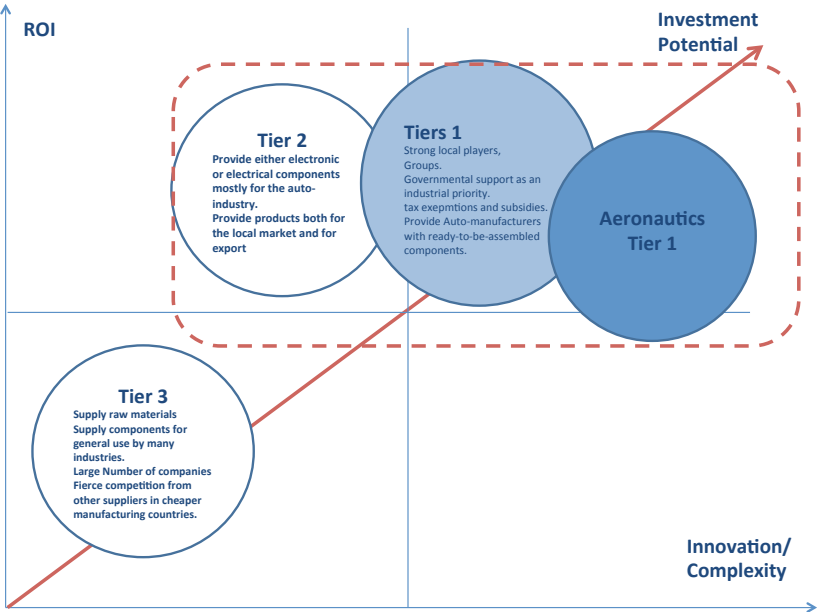 ROI
Investment
Potential
Tier 2
Provide either electronic
or electrical components
mostly for the auto-
industry.
Provide products both for
the local market and for
export
Tiers 1
Strong local players,
Groups.
Governmental support as an
industrial priority.
tax exepmtions and subsidies.
Provide Auto-manufacturers
with ready-to-be-assembled
components.
Aeronautics
Tier 1
Tier 3
Supply raw materials
Supply components for
general use by many
industries.
Large Number of companies
Fierce competition from
other suppliers in cheaper
manufacturing countries.
Innovation/
Complexity